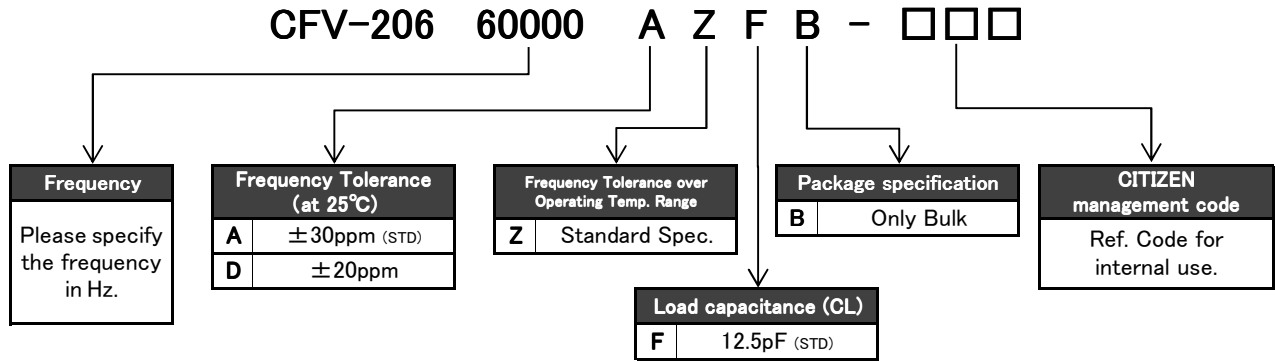 CFV-206 60000 A Z F B - □□□
Frequency
Please specify
the frequency
in Hz.
Frequency Tolerance
(at 25℃)
A ±30ppm (STD)
D ±20ppm
Frequency Tolerance over
Operating Temp. Range
Z Standard Spec.
Load capacitance (CL)
F 12.5pF (STD)
Package specification
B Only Bulk
CITIZEN
management code
Ref. Code for
internal use.